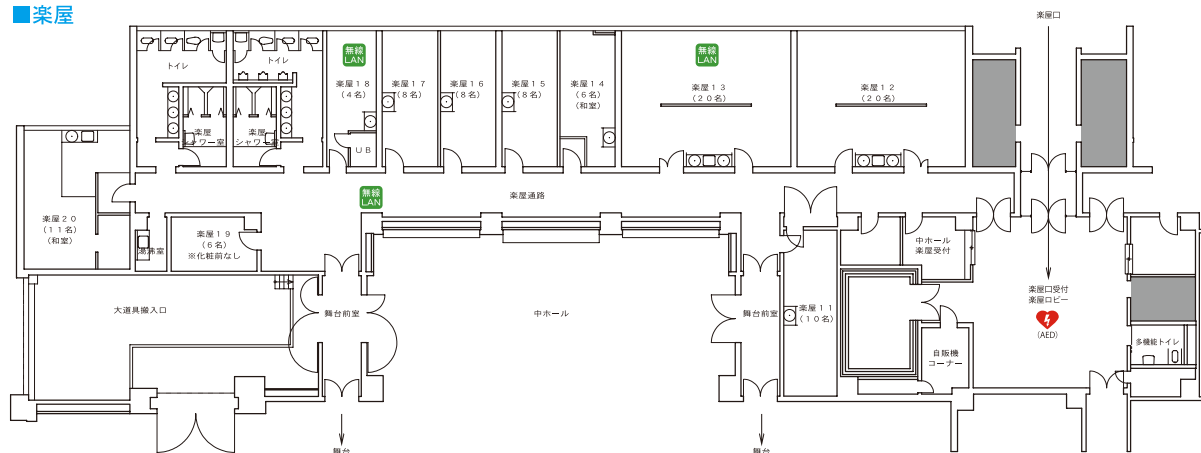 ■楽屋
楽屋口
トイレ
トイレ
無線
LAN
楽屋18
(4名)
楽屋17
(8名)
楽屋16
(8名)
楽屋15
(8名)
楽屋14
(6名)
(和室)
無線
LAN
楽屋13
(20名)
楽屋12
(20名)
楽屋
シャワー室
楽屋
シャワー室
UB
無線
LAN
楽屋通路
楽屋20
(11名)
(和室)
湯沸室
楽屋19
(6名)
※化粧前なし
中ホール
楽屋受付
大道具搬入口
舞台前室
中ホール
舞台前室
楽屋11
(10名)
楽屋口受付
楽屋ロビー
(AED)
自販機
コーナー
多機能トイレ
舞台
舞台